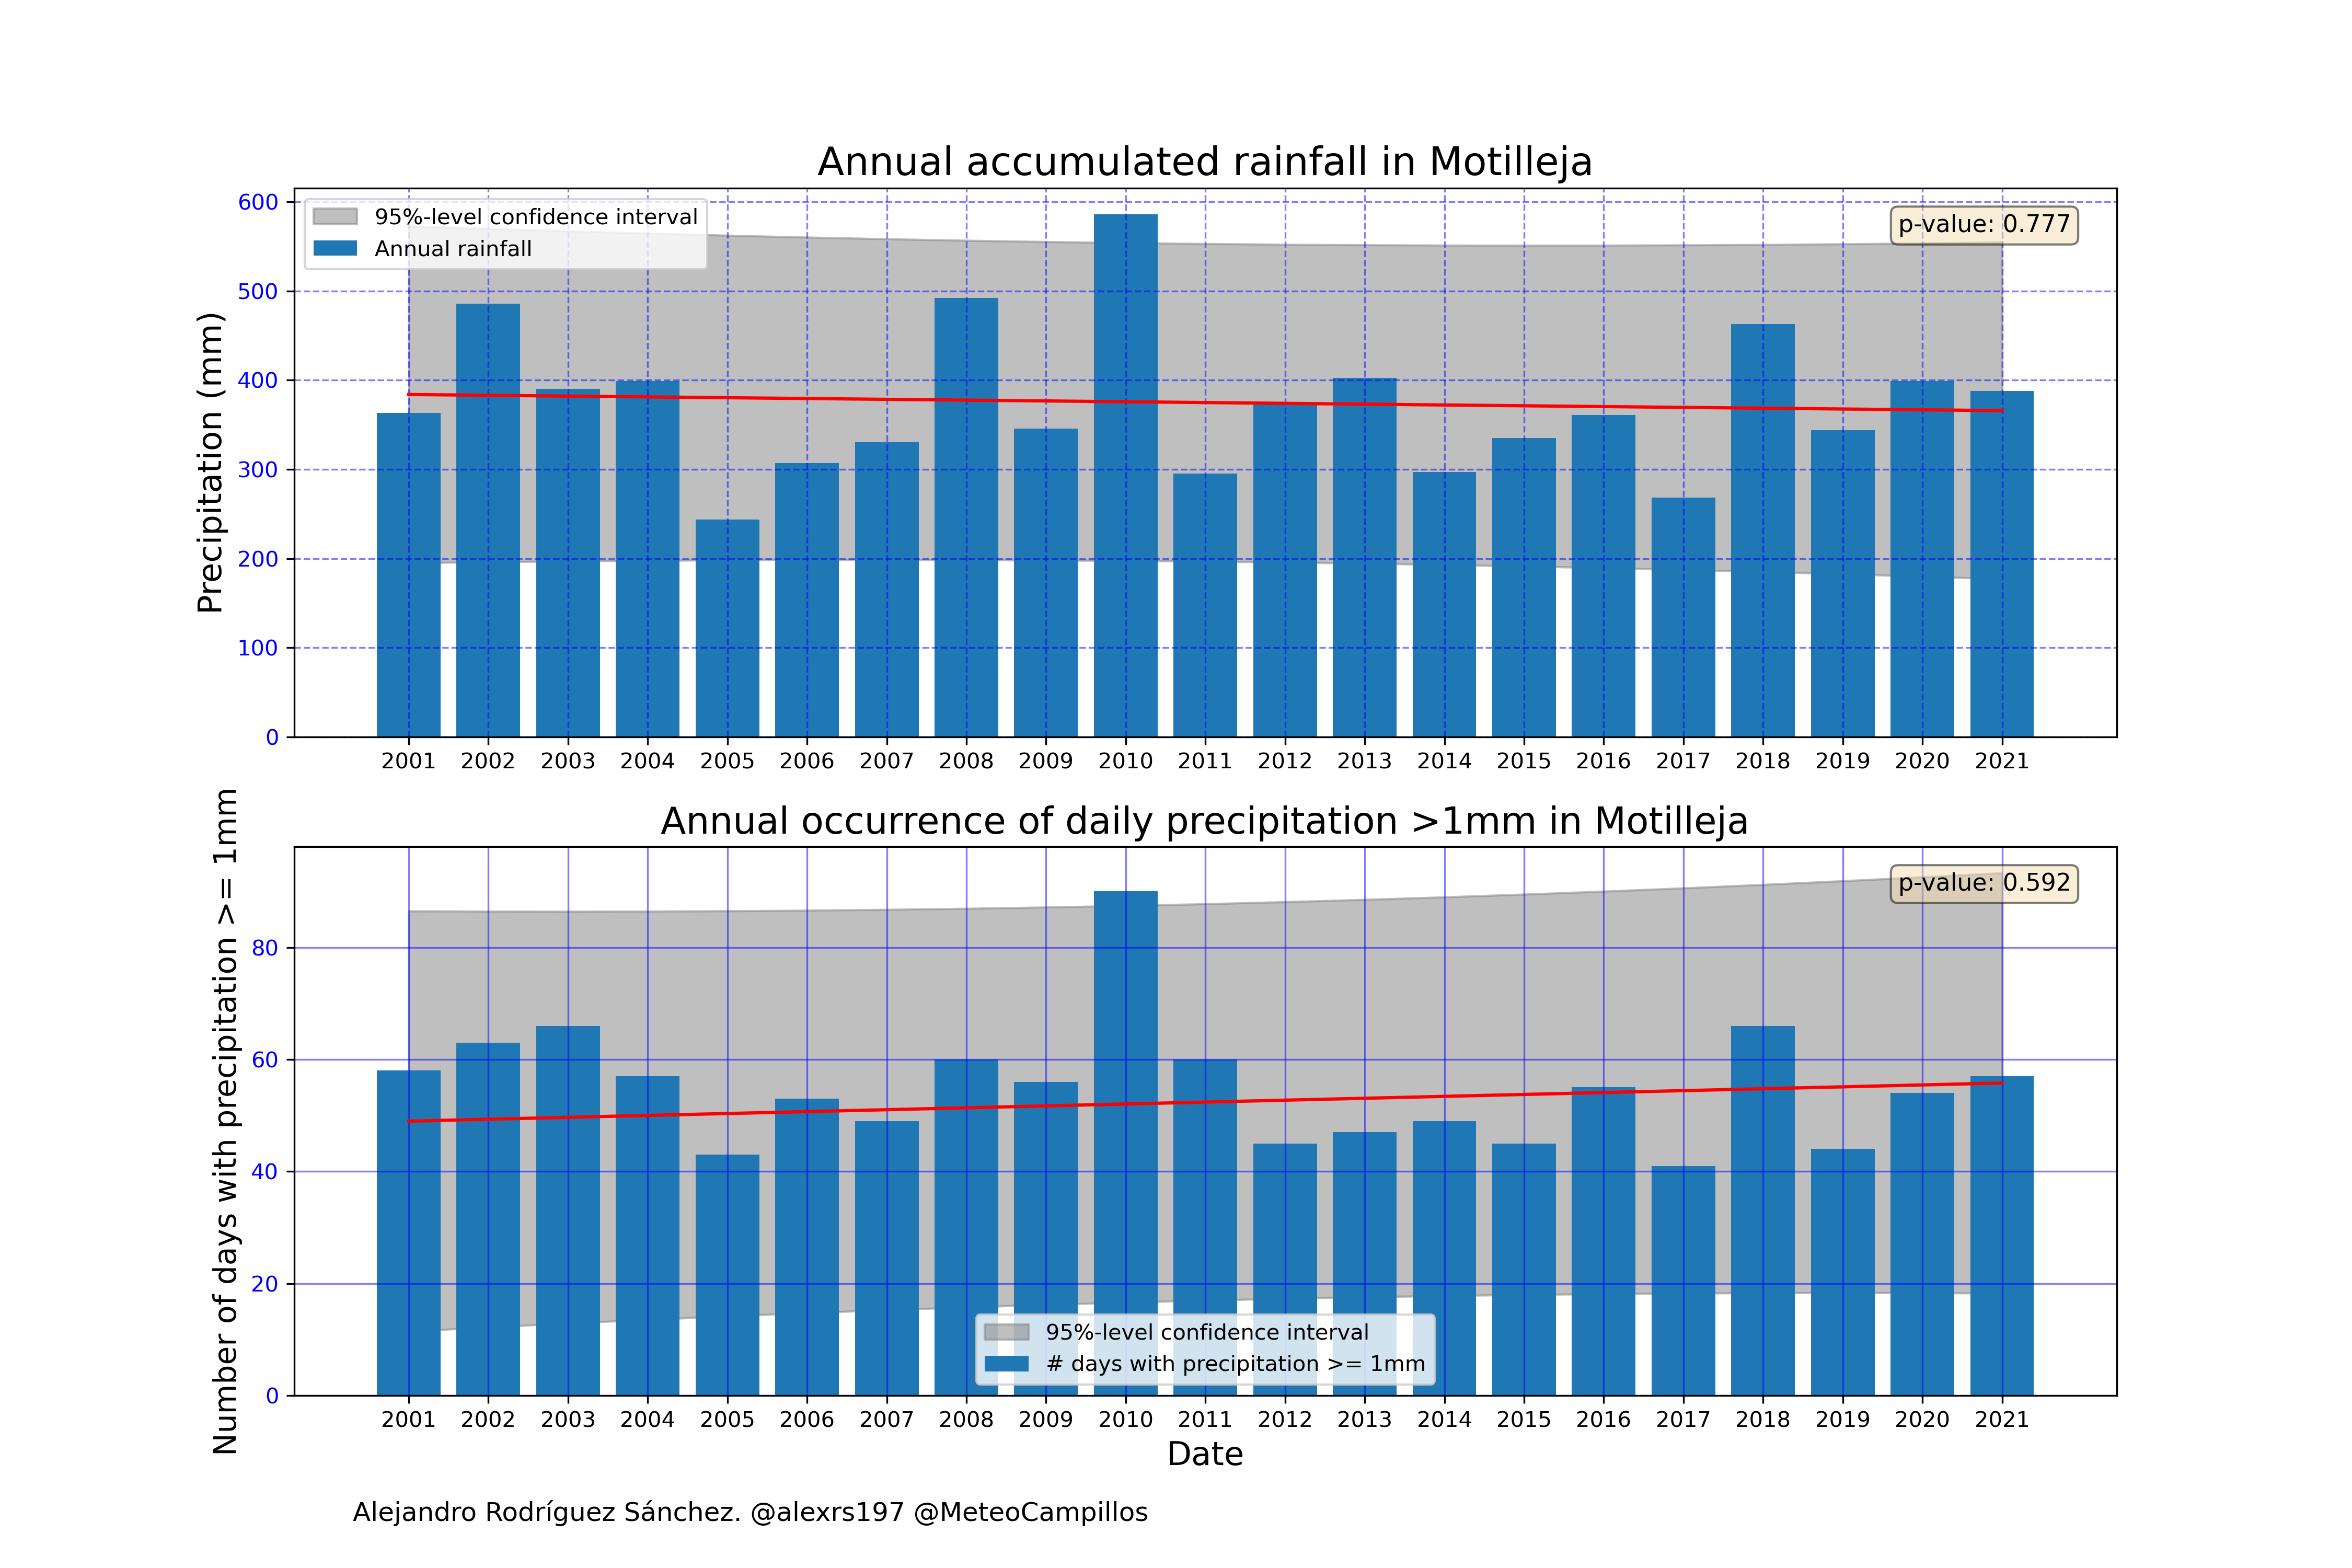 Annual accumulated rainfall in Motilleja
95%-level confidence interval
Annual rainfall
p-value: 0.777
Precipitation (mm)
600
500
400
300
200
100
0
2001 2002 2003 2004 2005 2006 2007 2008 2009 2010 2011 2012 2013 2014 2015 2016 2017 2018 2019 2020 2021
Annual occurrence of daily precipitation >1mm in Motilleja
p-value: 0.592
Number of days with precipitation >= 1mm
80
60
40
20
0
95%-level confidence interval
# days with precipitation >= 1mm
2001 2002 2003 2004 2005 2006 2007 2008 2009 2010 2011 2012 2013 2014 2015 2016 2017 2018 2019 2020 2021
Date
Alejandro Rodríguez Sánchez. @alexrs197 @MeteoCampillos